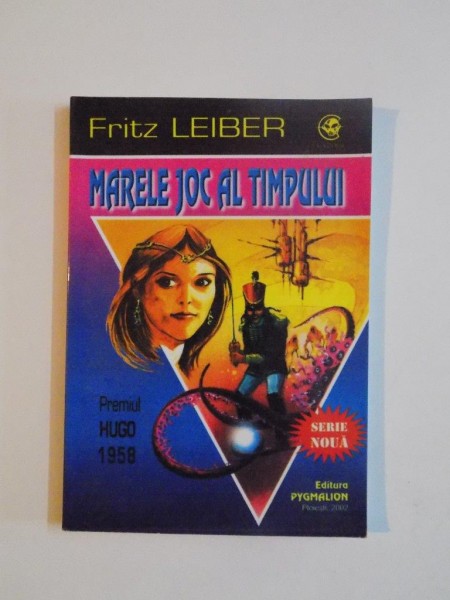 Fritz LEIBER
MARELE JOC AL TIMPULUI
Premiul
HUGO
1958
SERIE
NOUĂ
Editura
PYGMALION
Ploiești, 2002